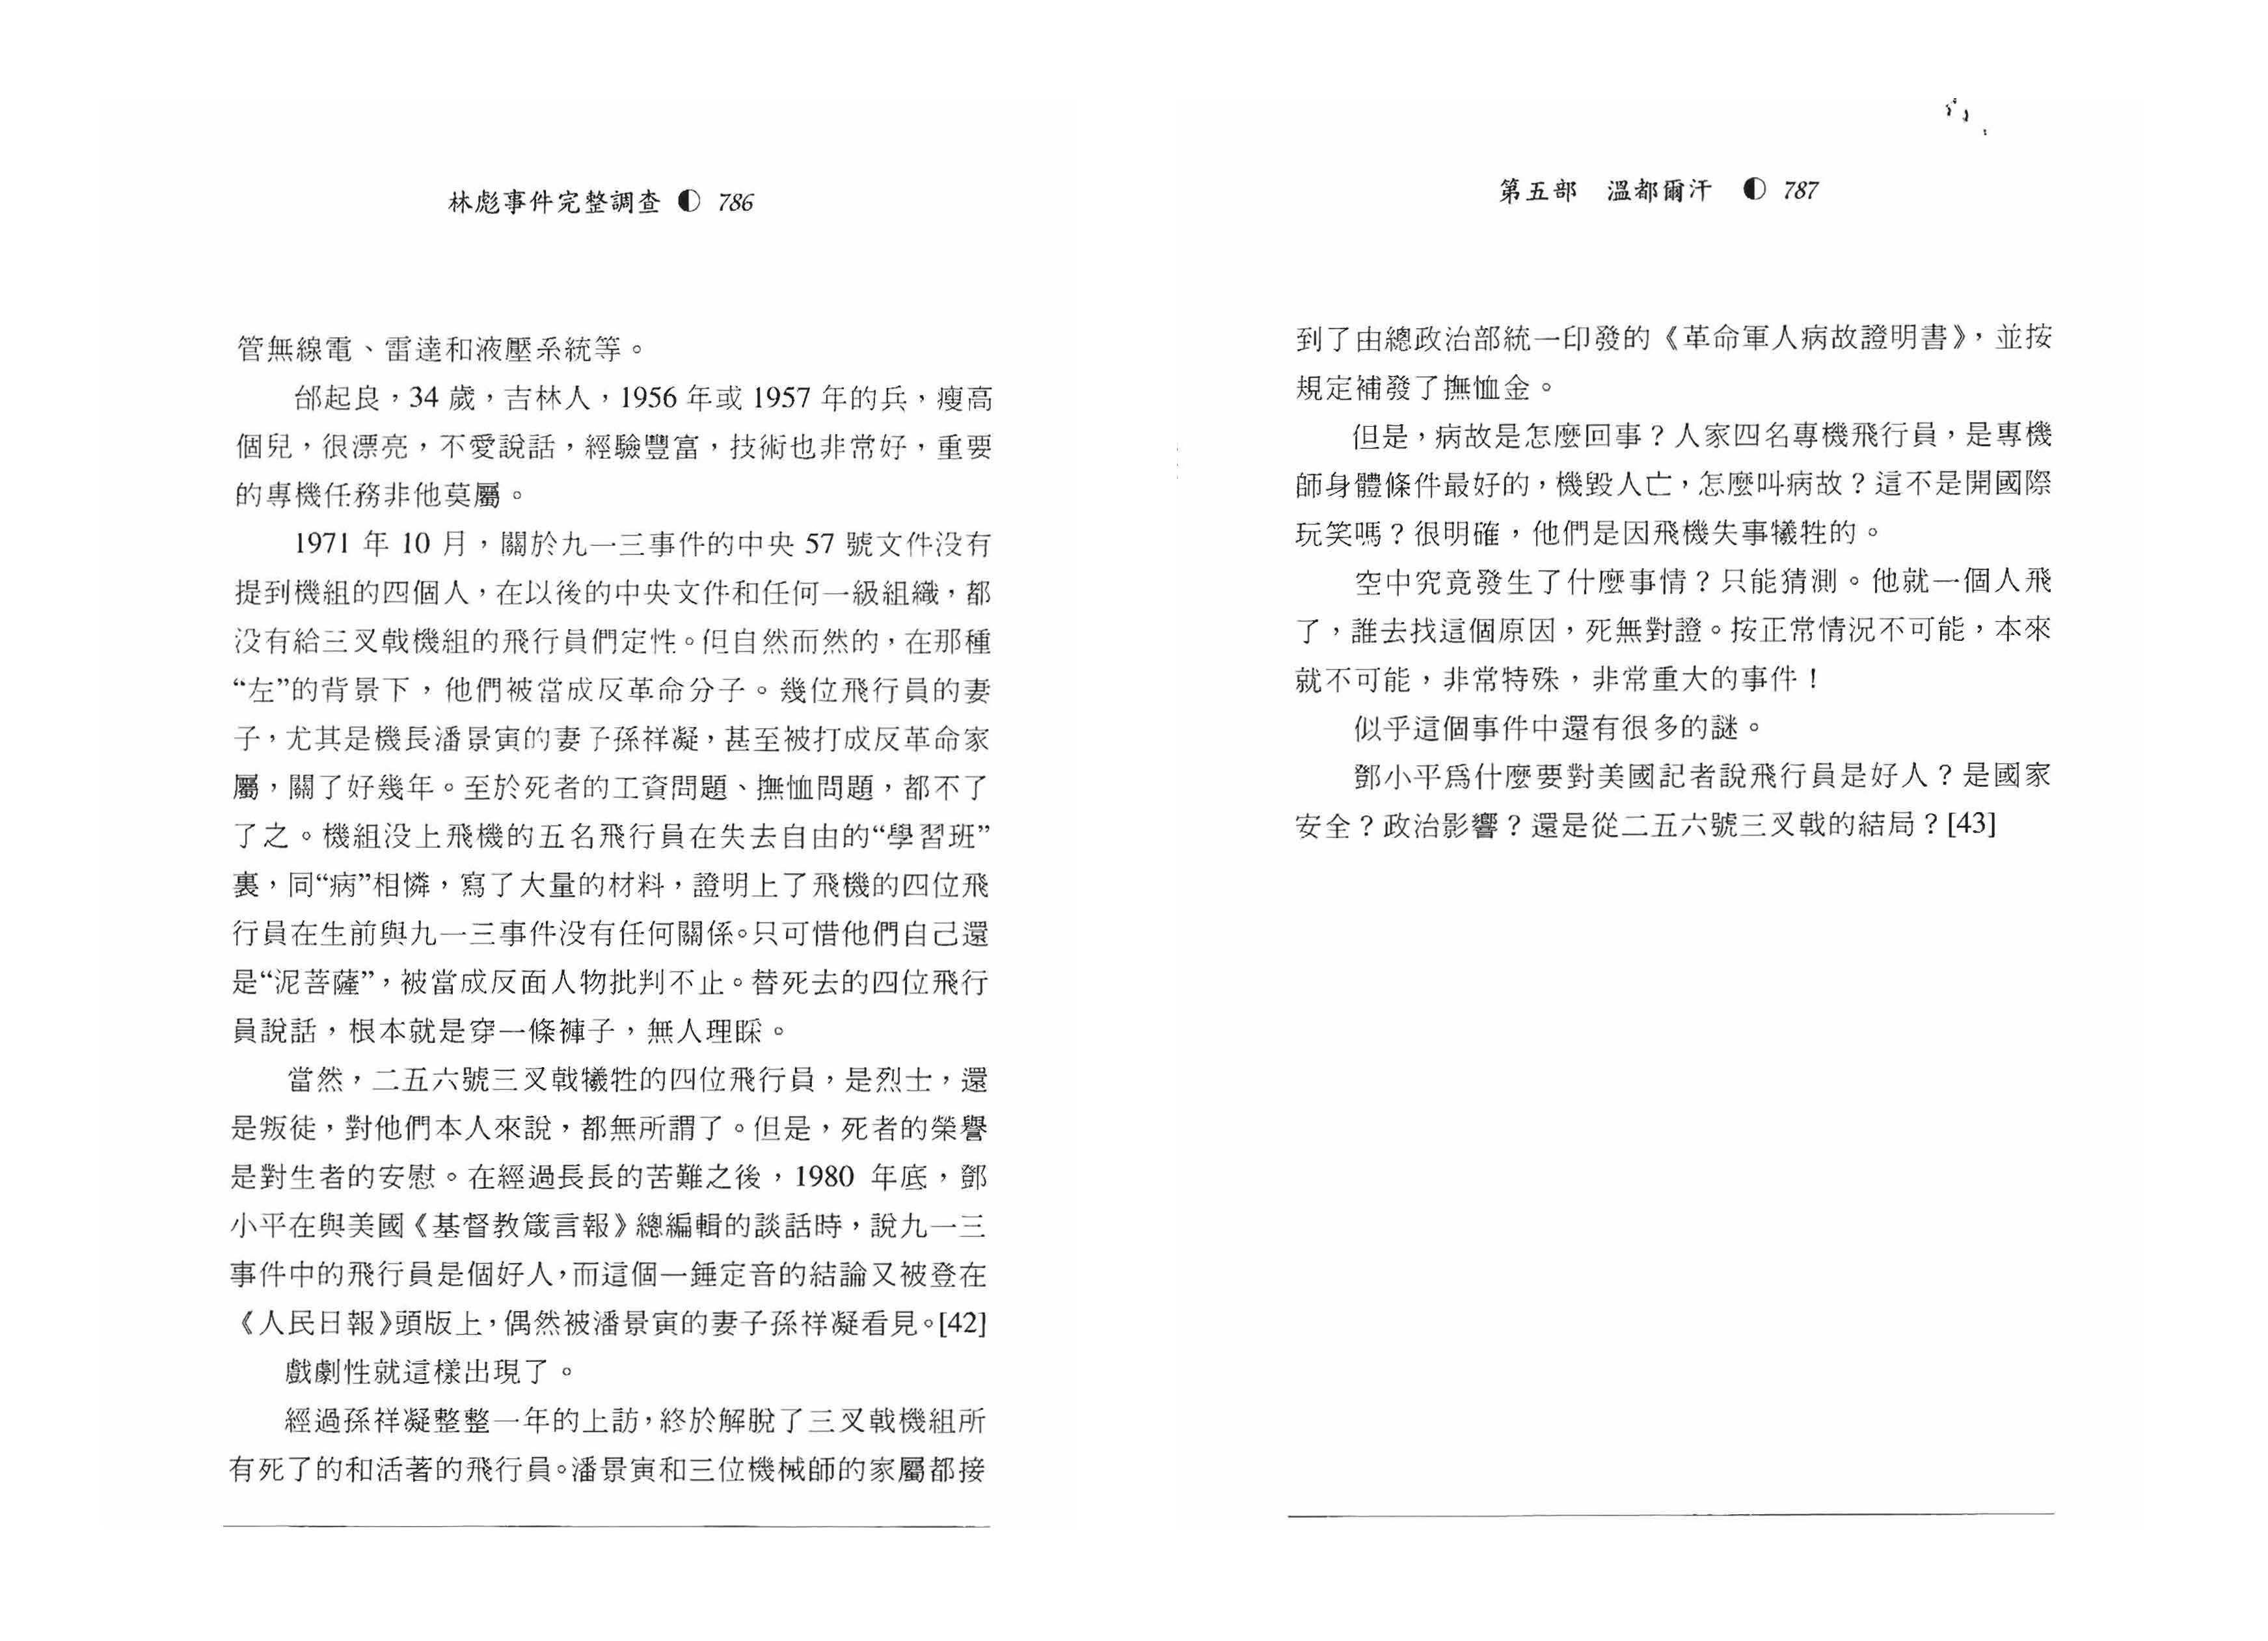 林彪事件完整調查 ◐ 786
管無線電、雷達和液壓系統等。
邰起良，34 歲，吉林人，1956 年或 1957 年的兵，瘦高
個兒，很漂亮，不愛說話，經驗豐富，技術也非常好，重要
的專機任務非他莫屬。
1971 年 10 月，關於九一三事件的中央 57 號文件没有
提到機組的四個人，在以後的中央文件和任何一級組織，都
没有給三叉戟機組的飛行員們定性。但自然而然的，在那種
“左”的背景下，他們被當成反革命分子。幾位飛行員的妻
子，尤其是機長潘景寅的妻子孫祥凝，甚至被打成反革命家
屬，關了好幾年。至於死者的工資問題、撫恤問題，都不了
了之。機組没上飛機的五名飛行員在失去自由的“學習班”
裏，同“病”相憐，寫了大量的材料，證明上了飛機的四位飛
行員在生前與九一三事件没有任何關係。只可惜他們自己還
是“泥菩薩”，被當成反面人物批判不止。替死去的四位飛行
員說話，根本就是穿一條褲子，無人理睬。
當然，二五六號三叉戟犧牲的四位飛行員，是烈士，還
是叛徒，對他們本人來說，都無所謂了。但是，死者的榮譽
是對生者的安慰。在經過長長的苦難之後，1980 年底，鄧
小平在與美國《基督教箴言報》總編輯的談話時，說九一三
事件中的飛行員是個好人，而這個一錘定音的結論又被登在
《人民日報》頭版上，偶然被潘景寅的妻子孫祥凝看見。[42]
戲劇性就這樣出現了。
經過孫祥凝整整一年的上訪，終於解脫了三叉戟機組所
有死了的和活著的飛行員。潘景寅和三位機械師的家屬都接
第五部 溫都爾汗 ◐ 787
到了由總政治部統一印發的《革命軍人病故證明書》，並按
規定補發了撫恤金。
但是，病故是怎麼回事？人家四名專機飛行員，是專機
師身體條件最好的，機毀人亡，怎麼叫病故？這不是開國際
玩笑嗎？很明確，他們是因飛機失事犧牲的。
空中究竟發生了什麼事情？只能猜測。他就一個人飛
了，誰去找這個原因，死無對證。按正常情況不可能，本來
就不可能，非常特殊，非常重大的事件！
似乎這個事件中還有很多的謎。
鄧小平爲什麼要對美國記者說飛行員是好人？是國家
安全？政治影響？還是從二五六號三叉戟的結局？[43]